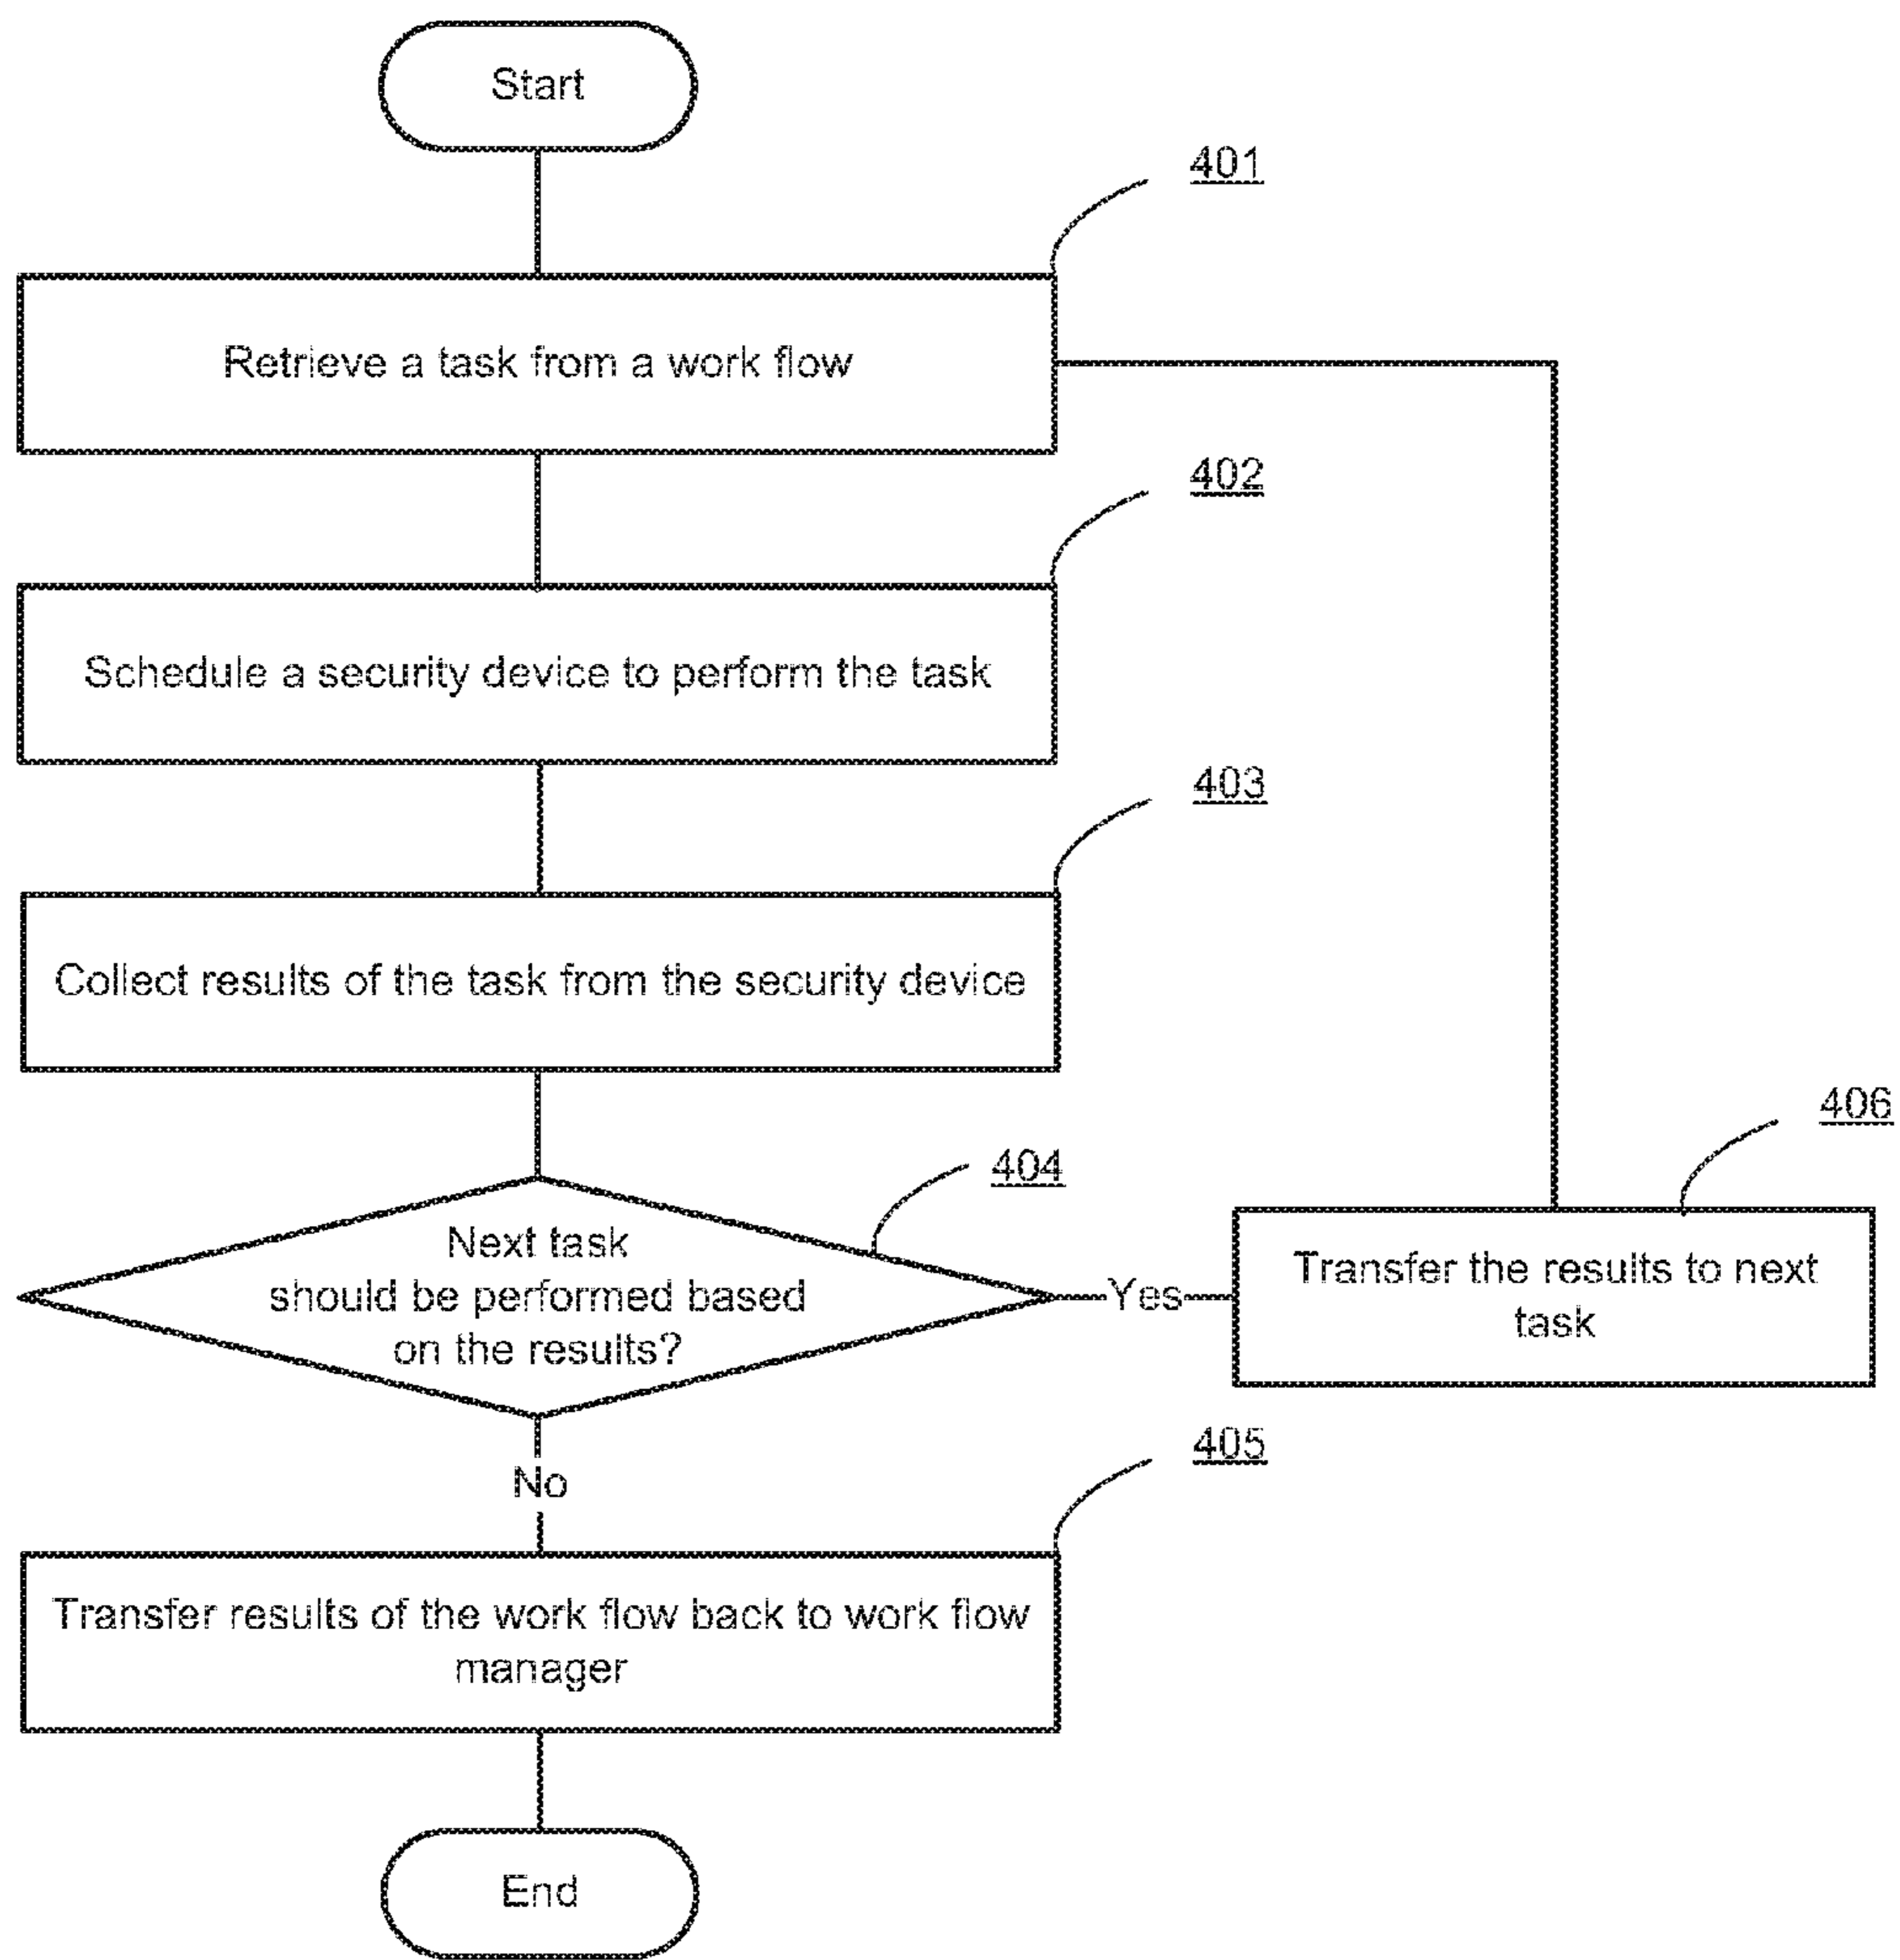 Start
401
Retrieve a task from a work flow
402
Schedule a security device to perform the task
403
Collect results of the task from the security device
404
Next task
should be performed based
on the results?
Yes
406
Transfer the results to next
task
No
405
Transfer results of the work flow back to work flow
manager
End